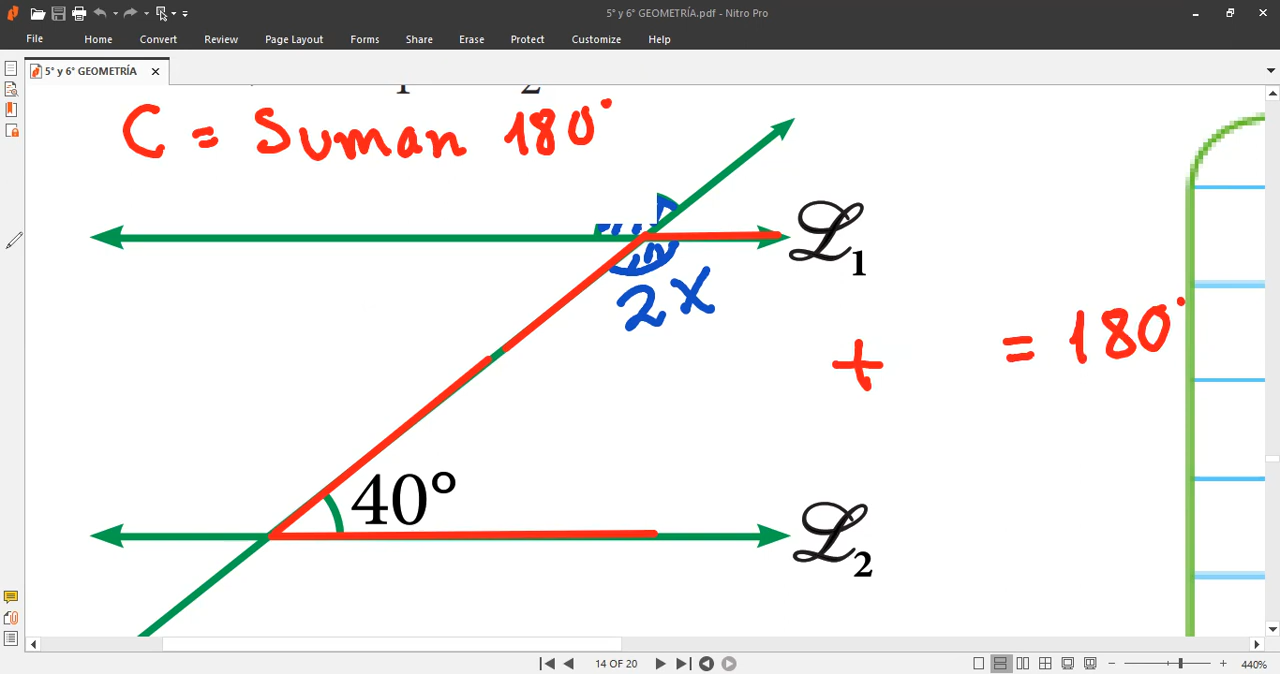 5° y 6° GEOMETRÍA.pdf - Nitro Pro
File Home Convert Review Page Layout Forms Share Erase Protect Customize Help
5° y 6° GEOMETRÍA
C = Suman 180°
ℒ1
2x
+ = 180°
40°
ℒ2
14 OF 20
440%